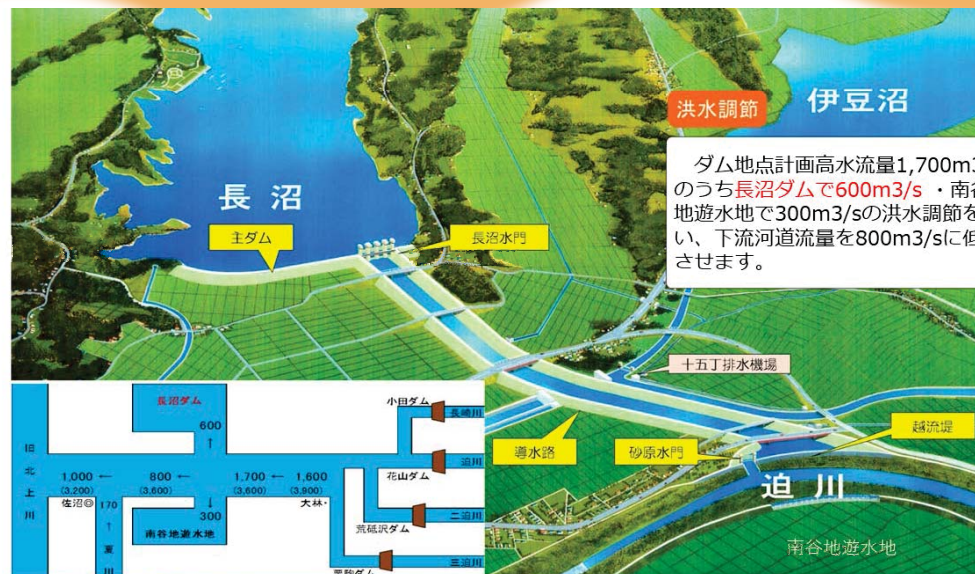 伊豆沼
洪水調節
ダム地点計画高水流量1,700m3
のうち長沼ダムで600m3/s ・南谷
地遊水地で300m3/sの洪水調節を
い、下流河道流量を800m3/sに低
させます。
長沼
主ダム
長沼水門
十五丁排水機場
導水路
砂原水門
越流堤
迫川
南谷地遊水地
長沼ダム
600
↑
小田ダム
長崎川
迫川
花山ダム
荒砥沢ダム
二迫川
三迫川
旧北上川
1,000 ← 800 ← 1,700 ← 1,600
(3,200) (3,600) (3,600) (3,900)
佐沼◎
大林・
170
↑
夏川
↓
300
南谷地遊水地